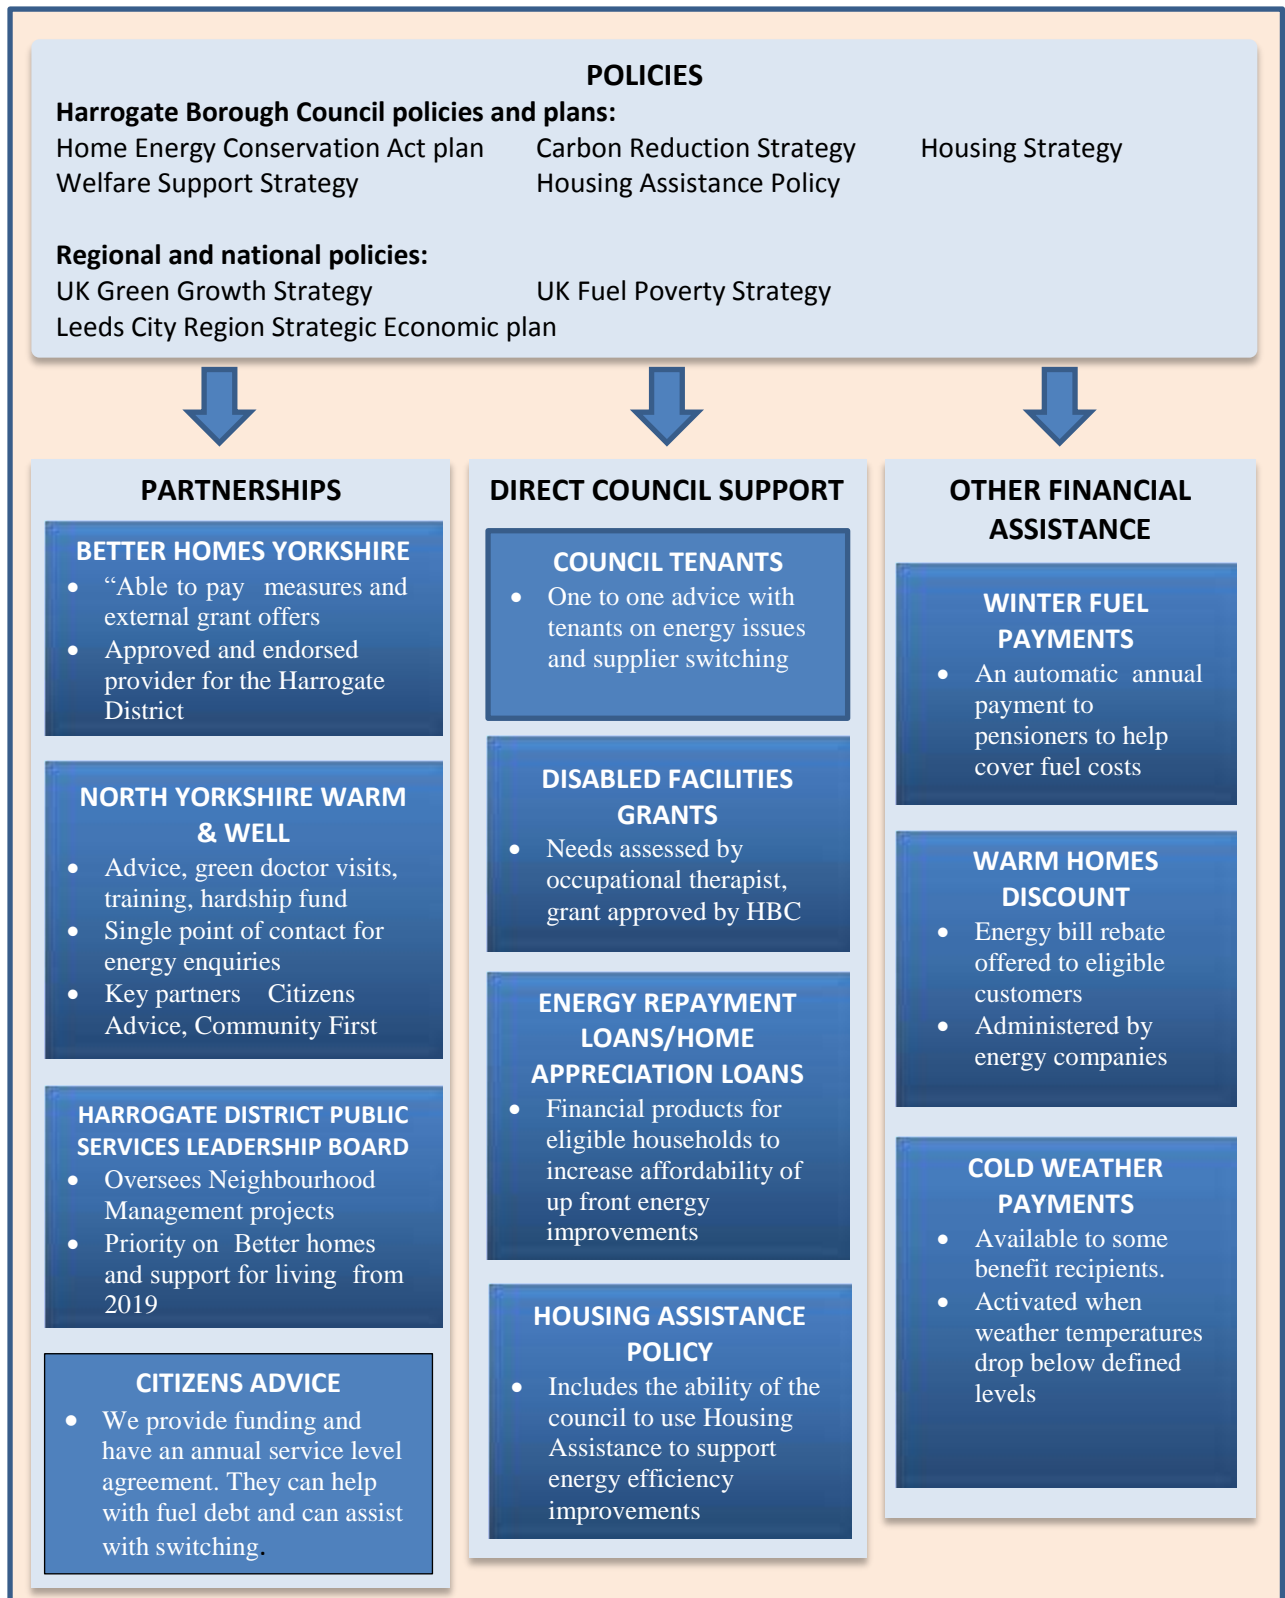 POLICIES
Harrogate Borough Council policies and plans:
Home Energy Conservation Act plan Carbon Reduction Strategy Housing Strategy
Welfare Support Strategy Housing Assistance Policy
Regional and national policies:
UK Green Growth Strategy UK Fuel Poverty Strategy
Leeds City Region Strategic Economic plan
PARTNERSHIPS
BETTER HOMES YORKSHIRE
• “Able to pay measures and
external grant offers
• Approved and endorsed
provider for the Harrogate
District
NORTH YORKSHIRE WARM
& WELL
• Advice, green doctor visits,
training, hardship fund
• Single point of contact for
energy enquiries
• Key partners Citizens
Advice, Community First
HARROGATE DISTRICT PUBLIC
SERVICES LEADERSHIP BOARD
• Oversees Neighbourhood
Management projects
• Priority on Better homes
and support for living from
2019
CITIZENS ADVICE
• We provide funding and
have an annual service level
agreement. They can help
with fuel debt and can assist
with switching.
DIRECT COUNCIL SUPPORT
COUNCIL TENANTS
• One to one advice with
tenants on energy issues
and supplier switching
DISABLED FACILITIES
GRANTS
• Needs assessed by
occupational therapist,
grant approved by HBC
ENERGY REPAYMENT
LOANS/HOME
APPRECIATION LOANS
• Financial products for
eligible households to
increase affordability of
up front energy
improvements
HOUSING ASSISTANCE
POLICY
• Includes the ability of the
council to use Housing
Assistance to support
energy efficiency
improvements
OTHER FINANCIAL
ASSISTANCE
WINTER FUEL
PAYMENTS
• An automatic annual
payment to
pensioners to help
cover fuel costs
WARM HOMES
DISCOUNT
• Energy bill rebate
offered to eligible
customers
• Administered by
energy companies
COLD WEATHER
PAYMENTS
• Available to some
benefit recipients.
• Activated when
weather temperatures
drop below defined
levels